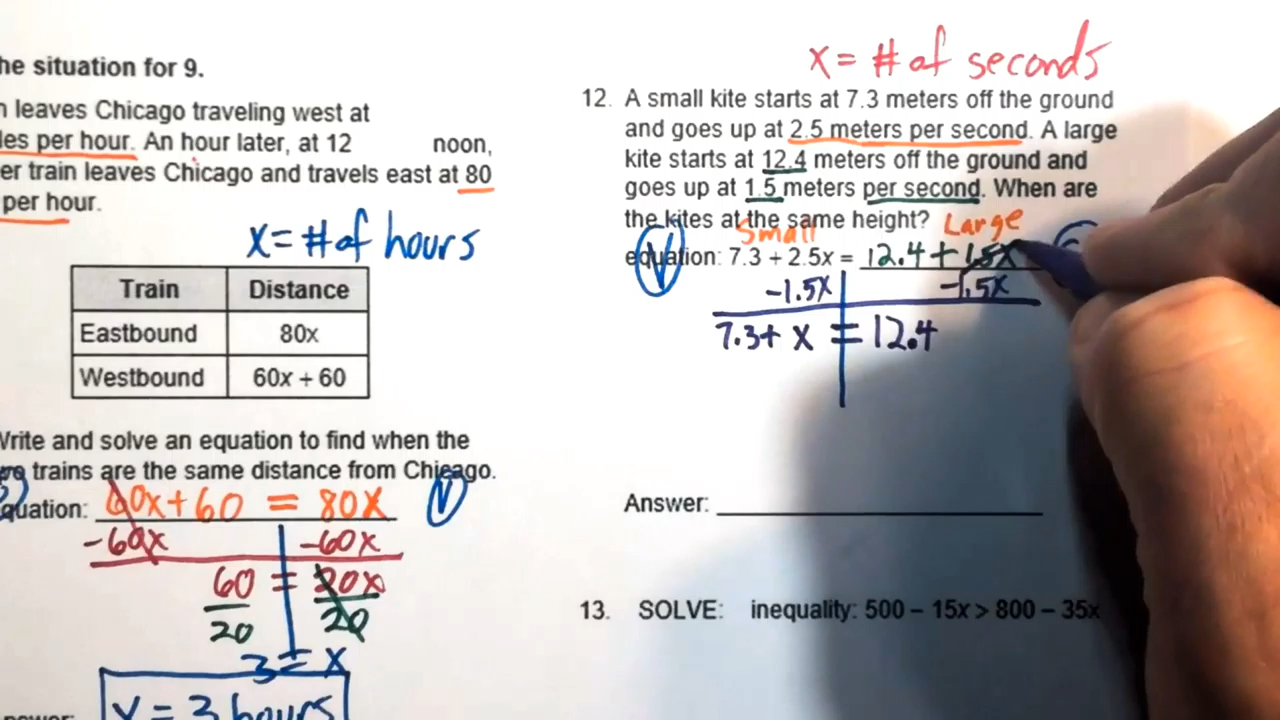 he situation for 9.
n leaves Chicago traveling west at
les per hour. An hour later, at 12 noon,
er train leaves Chicago and travels east at 80
per hour.
x = # of hours
Train Distance
Eastbound 80x
Westbound 60x + 60
Write and solve an equation to find when the
trains are the same distance from Chicago.
quation: 60x + 60 = 80x
-60x -60x
60 = 20x
20 20
3 = x
x = 3 hours
x = # of seconds
12. A small kite starts at 7.3 meters off the ground
and goes up at 2.5 meters per second. A large
kite starts at 12.4 meters off the ground and
goes up at 1.5 meters per second. When are
the kites at the same height?
Small Large
V
equation: 7.3 + 2.5x = 12.4 + 1.5x
-1.5x -1.5x
7.3 + x = 12.4
Answer:
13. SOLVE: inequality: 500 – 15x > 800 – 35x